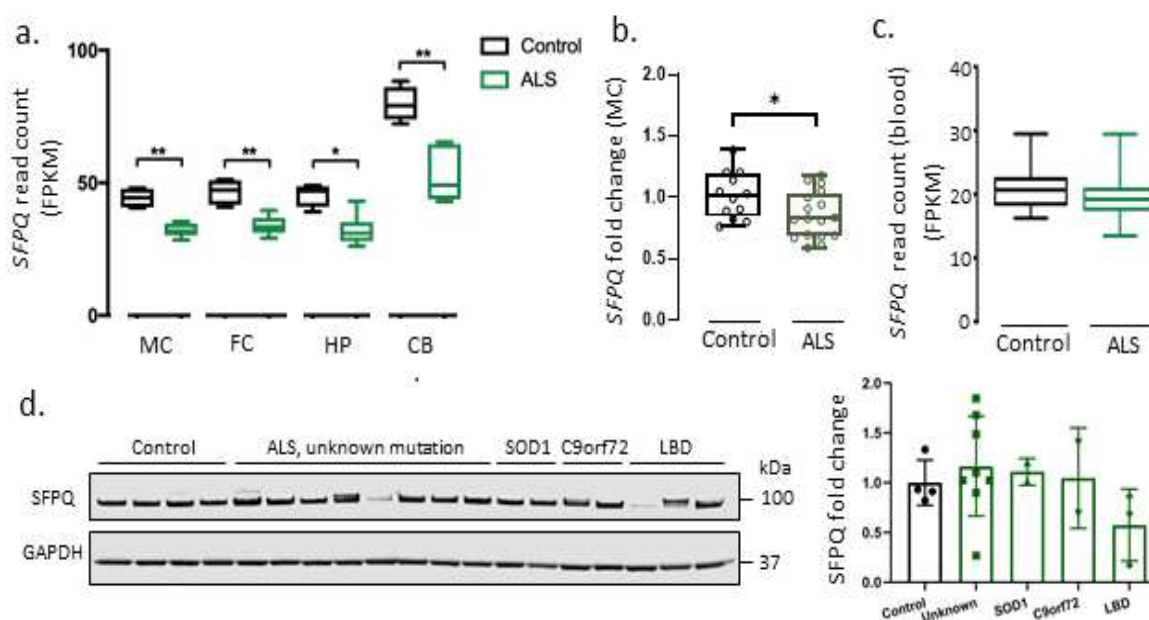 a.
SFPQ read count
(FPKM)
100
50
0
** ** * **
MC FC HP CB
Control
ALS
b.
SFPQ fold change (MC)
2.0
1.5
1.0
0.5
0.0
*
Control ALS
c.
SFPQ read count (blood)
(FPKM)
40
30
20
10
0
Control ALS
d.
Control ALS, unknown mutation SOD1 C9orf72 LBD
kDa
SFPQ 100
GAPDH 37
SFPQ fold change
2.0
1.5
1.0
0.5
0.0
Control Unknown SOD1 C9orf72 LBD